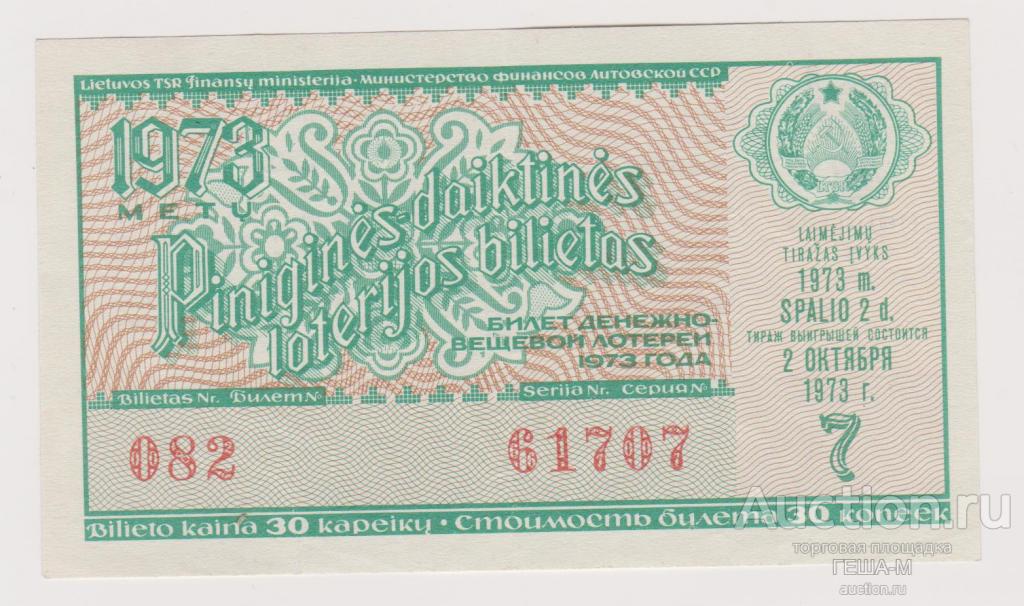 Lietuvos TSR finansų ministerija · Министерство финансов Литовской ССР
1973
METŲ
Piniginės-daiktinės
loterijos bilietas
БИЛЕТ ДЕНЕЖНО-
ВЕЩЕВОЙ ЛОТЕРЕИ
1973 ГОДА
Bilietas Nr. Билет №
Serija Nr. Серия №
082
61707
LAIMĖJIMŲ
TIRAŽAS ĮVYKS
1973 m.
SPALIO 2 d.
ТИРАЖ ВЫИГРЫШЕЙ СОСТОИТСЯ
2 ОКТЯБРЯ
1973 г.
7
Bilieto kaina 30 kapeikų · Стоимость билета 30 копеек
Auction.ru
торговая площадка
ГЕША-М
auction.ru